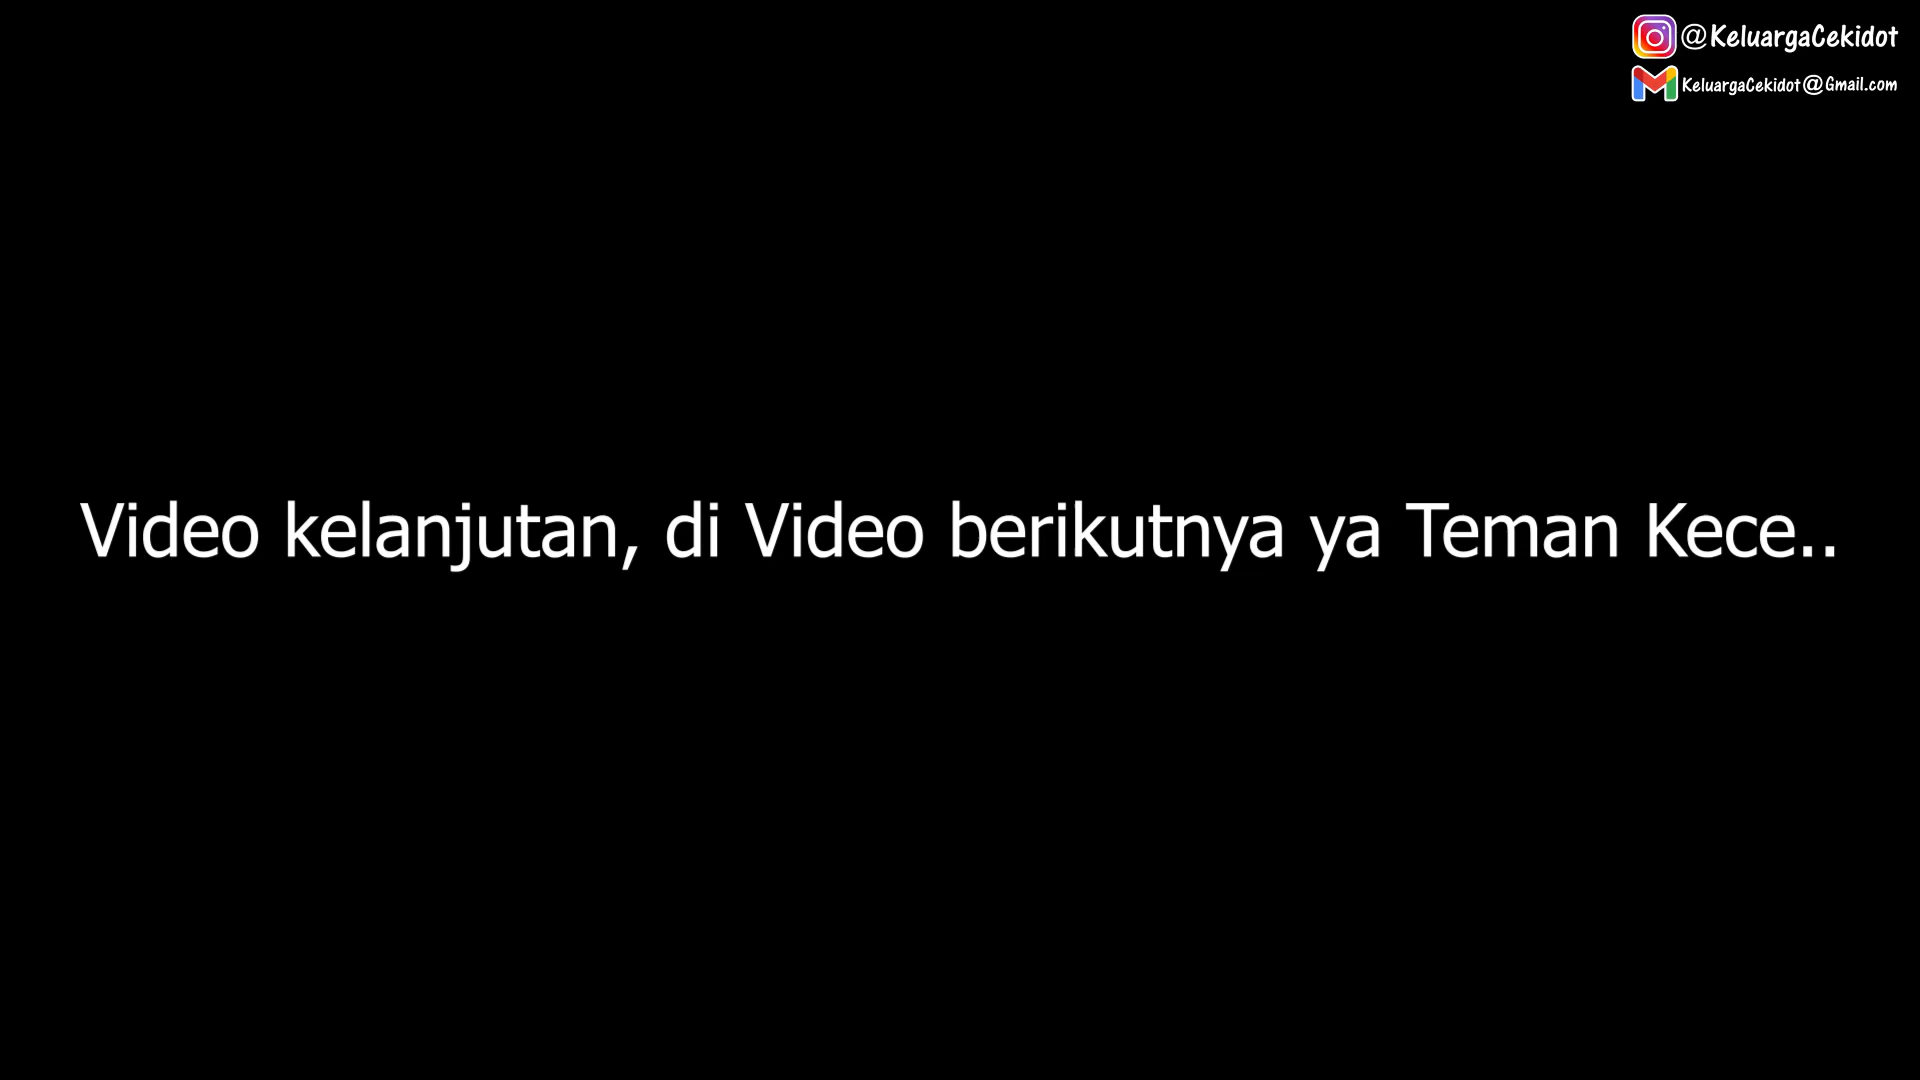 @KeluargaCekidot
KeluargaCekidot@Gmail.com
Video kelanjutan, di Video berikutnya ya Teman Kece..